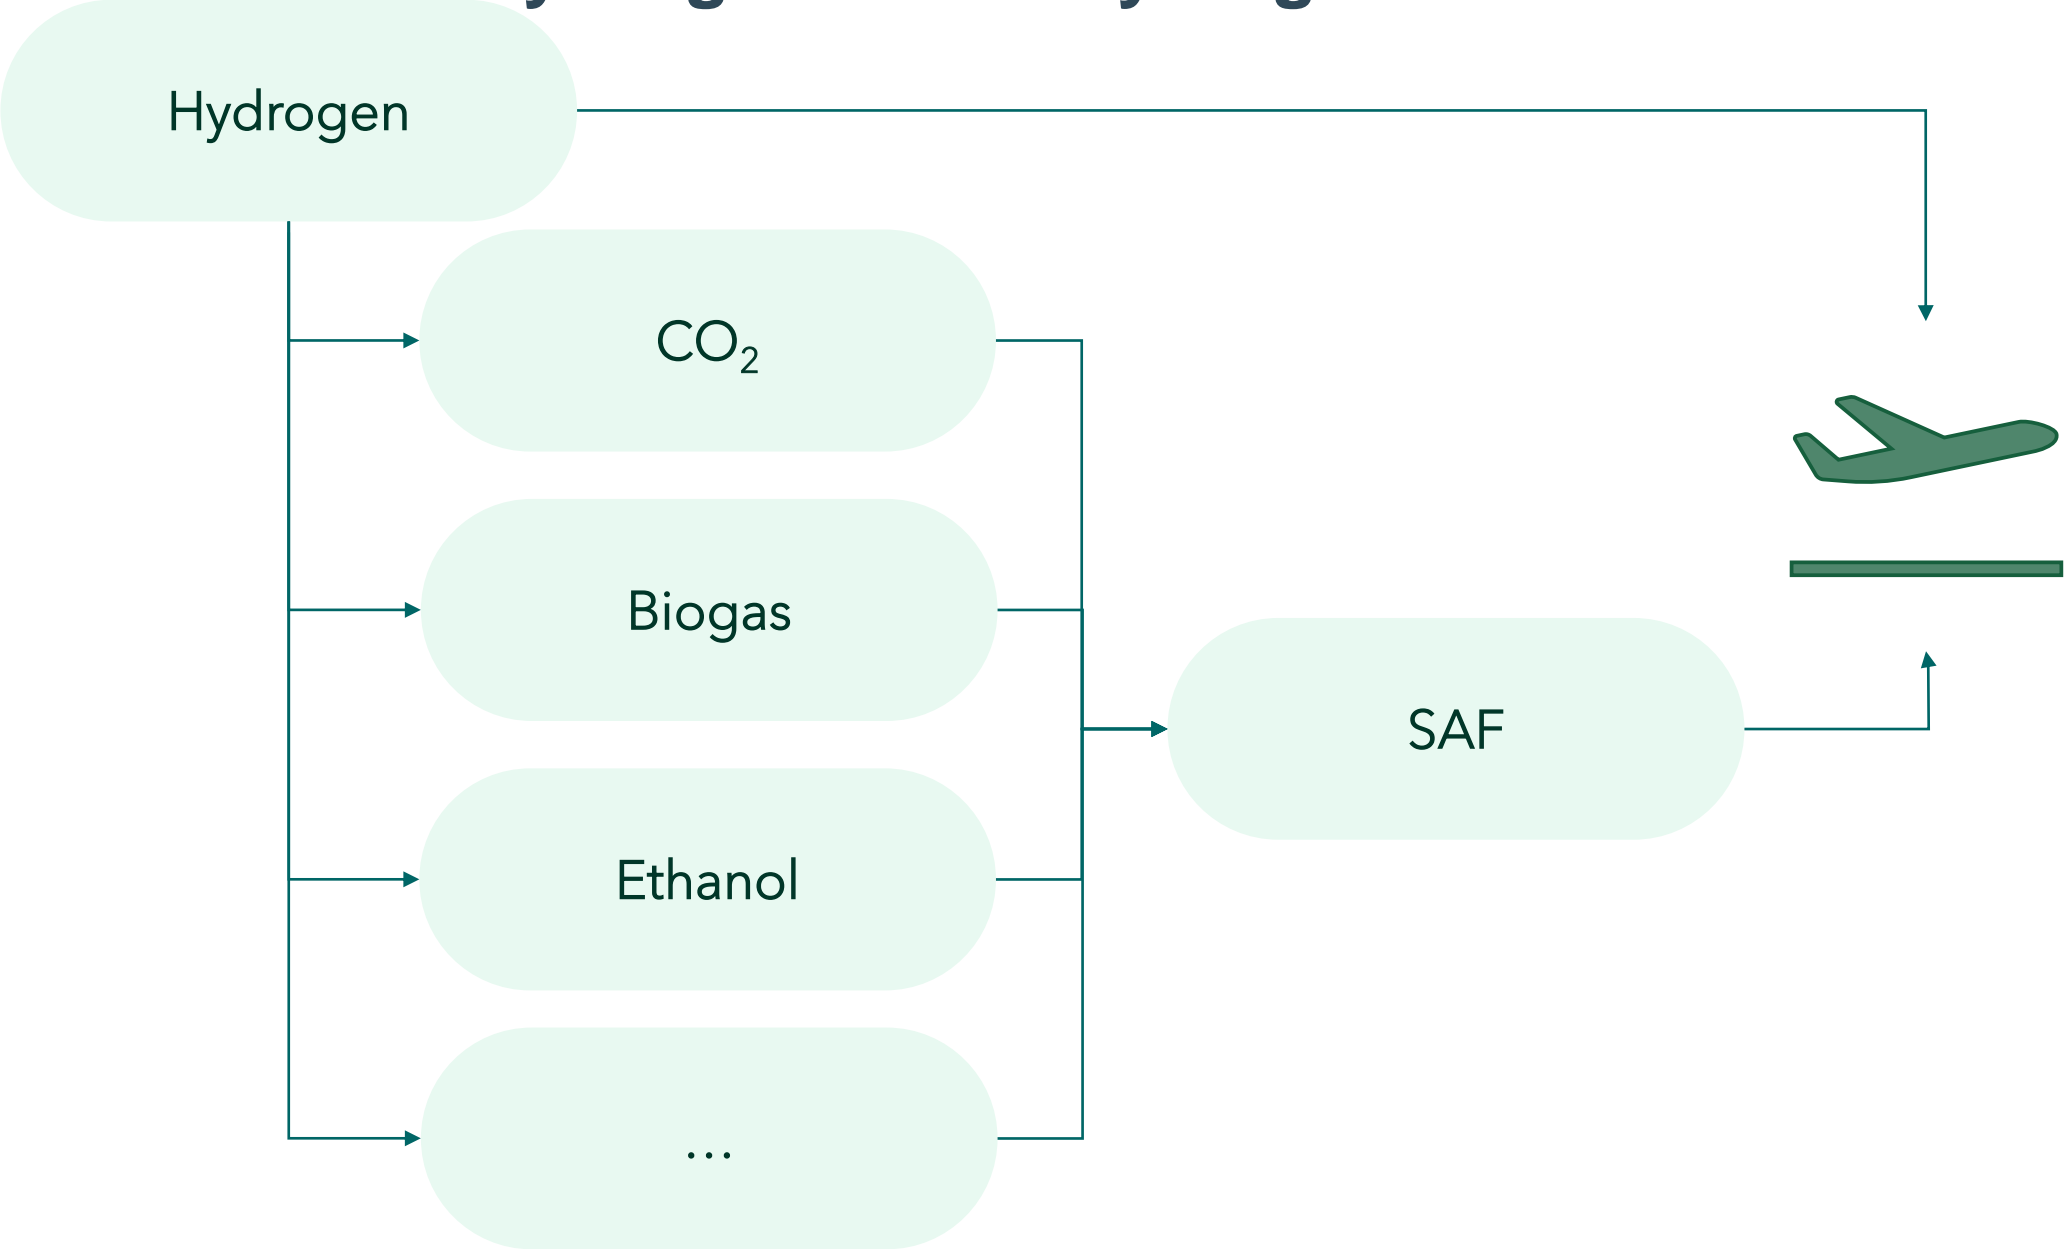 Hydrogen
CO₂
Biogas
Ethanol
...
SAF